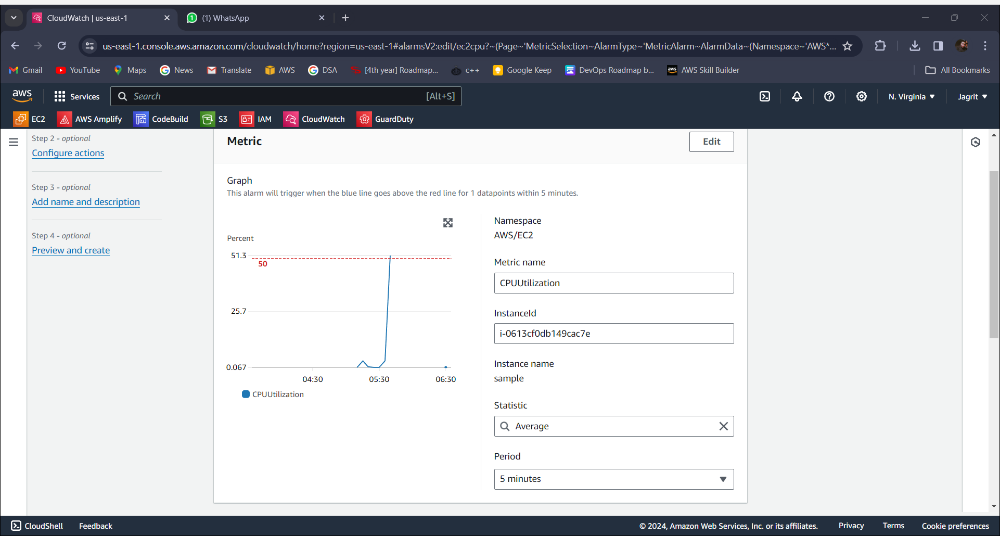 CloudWatch | us-east-1
(1) WhatsApp
us-east-1.console.aws.amazon.com/cloudwatch/home?region=us-east-1#alarmsV2:edit/ec2cpu?~(Page~'MetricSelection~AlarmType~'MetricAlarm~AlarmData~(Namespace~'AWS*...
Gmail YouTube Maps News Translate AWS DSA [4th year] Roadmap... c++ Google Keep DevOps Roadmap b... AWS Skill Builder All Bookmarks
aws Services Search [Alt+S] N. Virginia Jagrit
EC2 AWS Amplify CodeBuild S3 IAM CloudWatch GuardDuty
Step 2 - optional
Configure actions
Step 3 - optional
Add name and description
Step 4 - optional
Preview and create
Metric
Edit
Graph
This alarm will trigger when the blue line goes above the red line for 1 datapoints within 5 minutes.
Percent
51.3
50
25.7
0.067
04:30 05:30 06:30
CPUUtilization
Namespace
AWS/EC2
Metric name
CPUUtilization
InstanceId
i-0613cf0db149cac7e
Instance name
sample
Statistic
Average
Period
5 minutes
CloudShell Feedback © 2024, Amazon Web Services, Inc. or its affiliates. Privacy Terms Cookie preferences